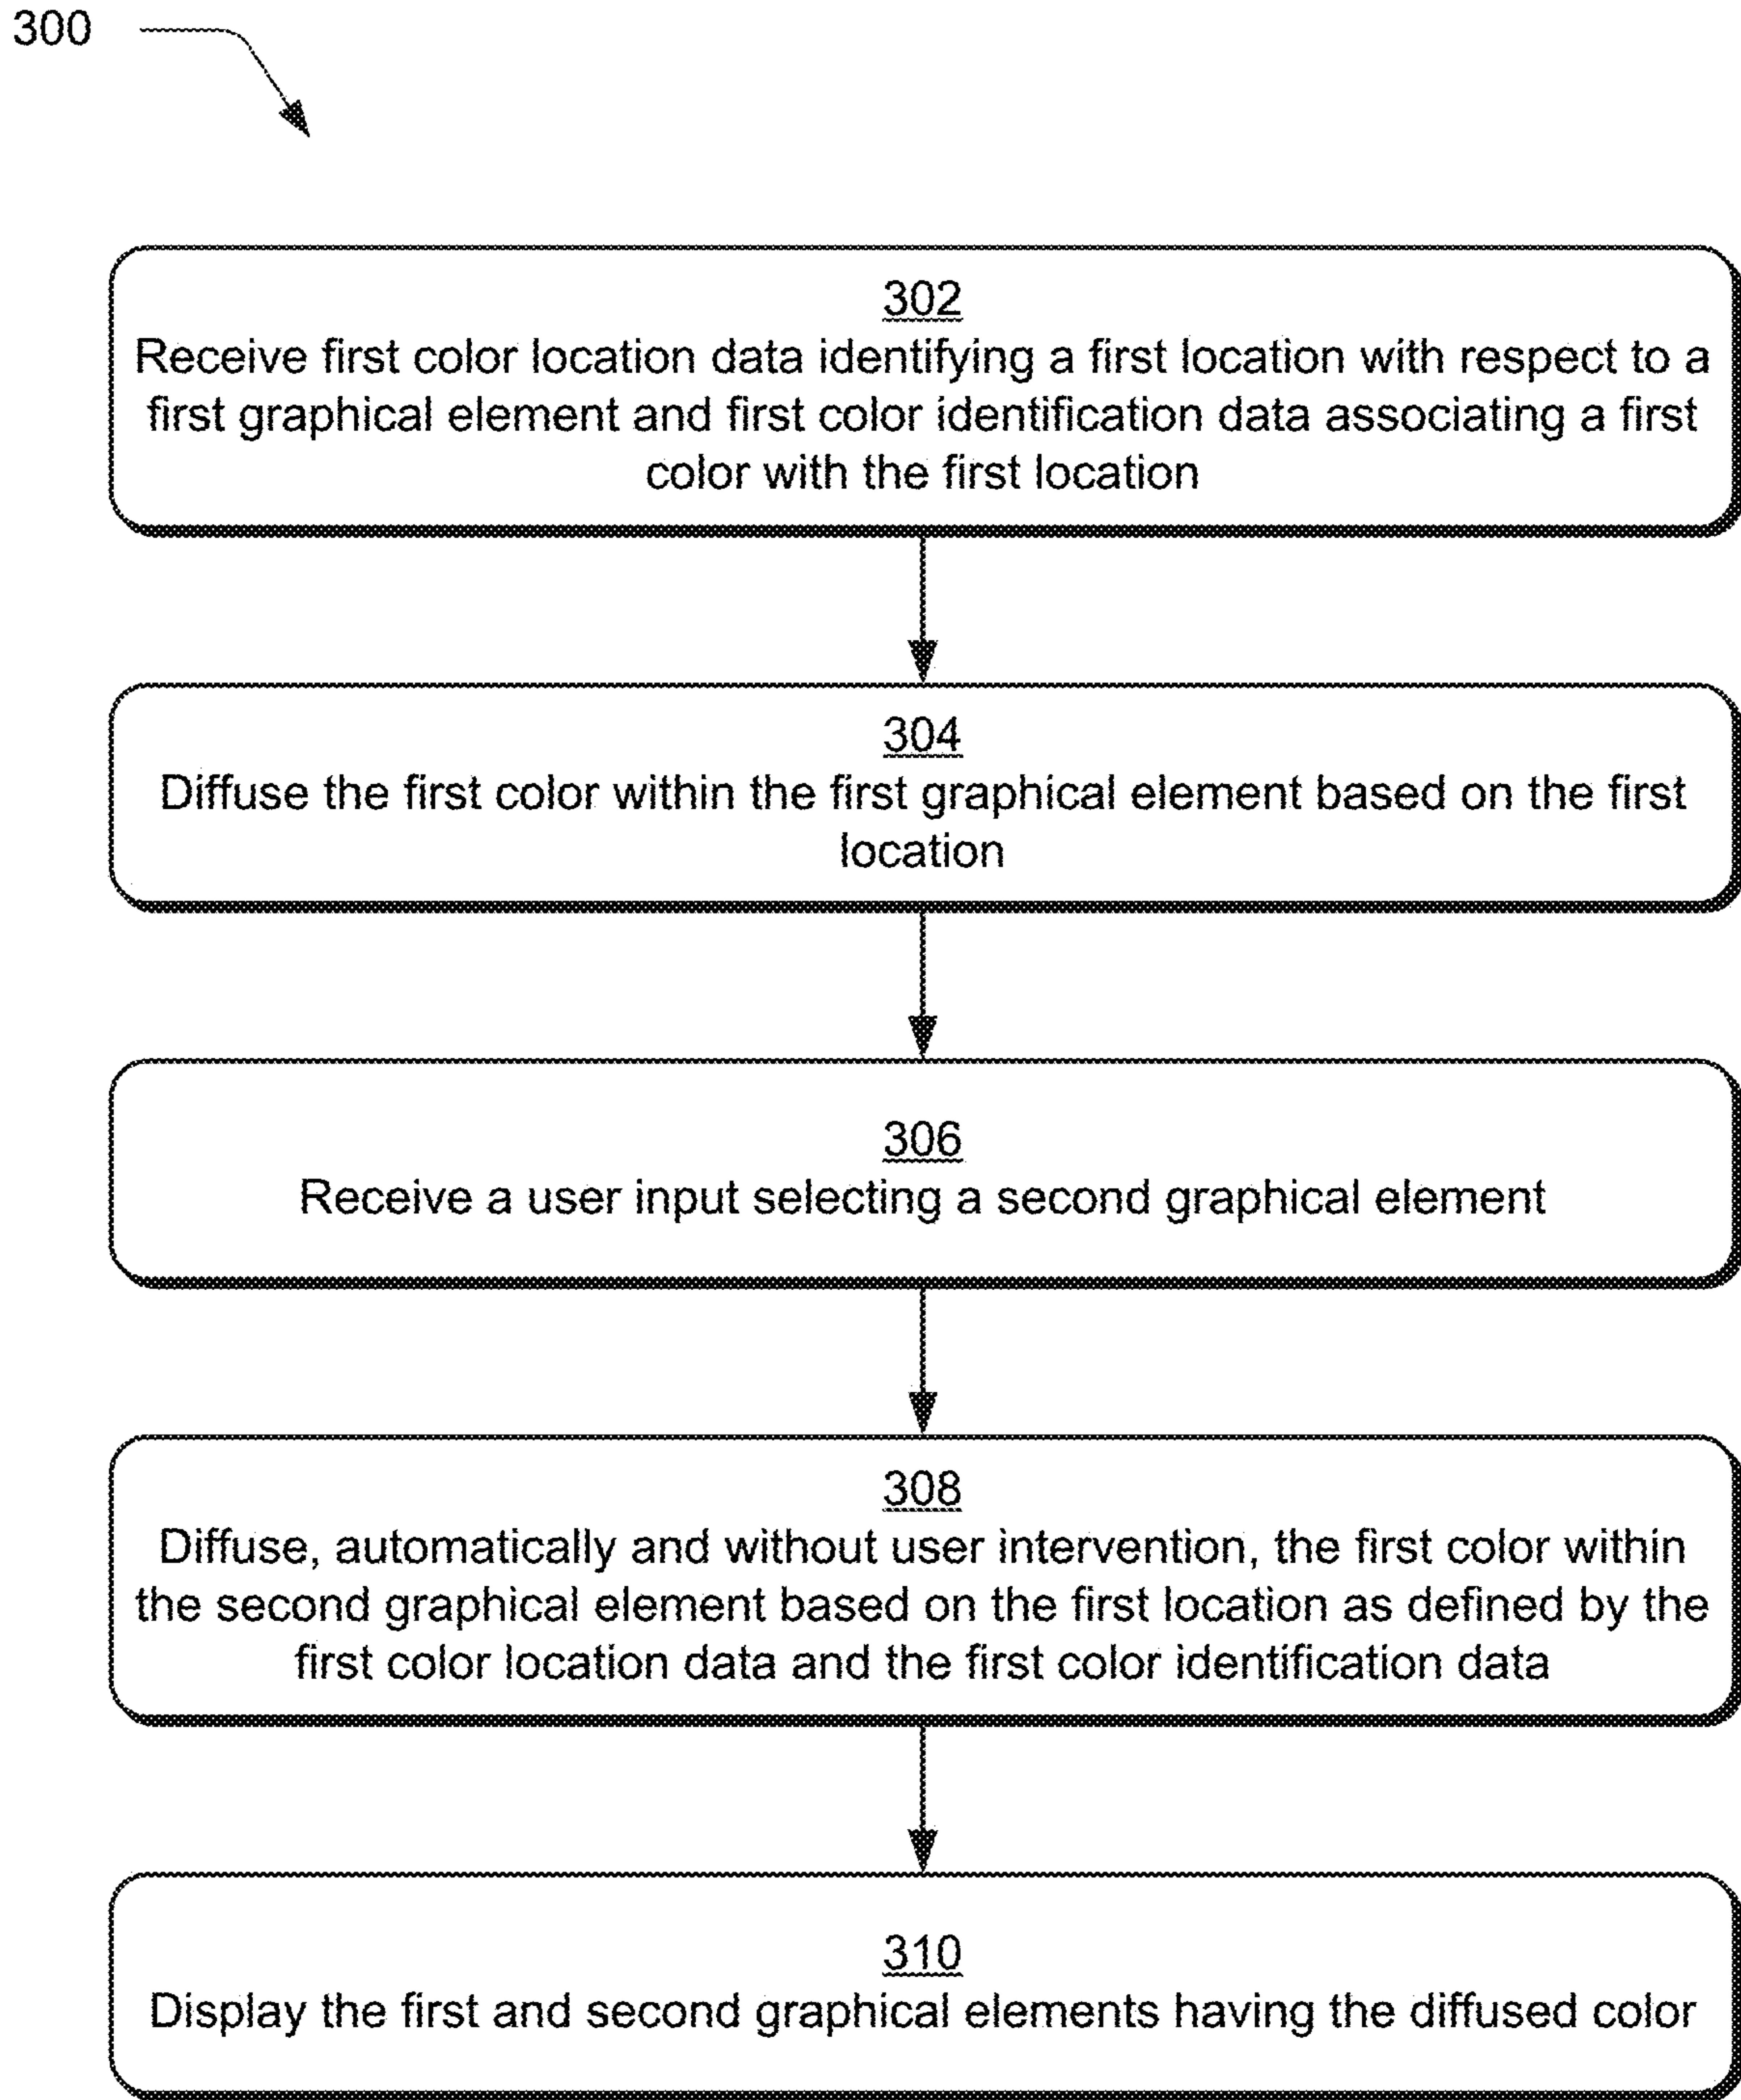 300
302
Receive first color location data identifying a first location with respect to a
first graphical element and first color identification data associating a first
color with the first location
304
Diffuse the first color within the first graphical element based on the first
location
306
Receive a user input selecting a second graphical element
308
Diffuse, automatically and without user intervention, the first color within
the second graphical element based on the first location as defined by the
first color location data and the first color identification data
310
Display the first and second graphical elements having the diffused color